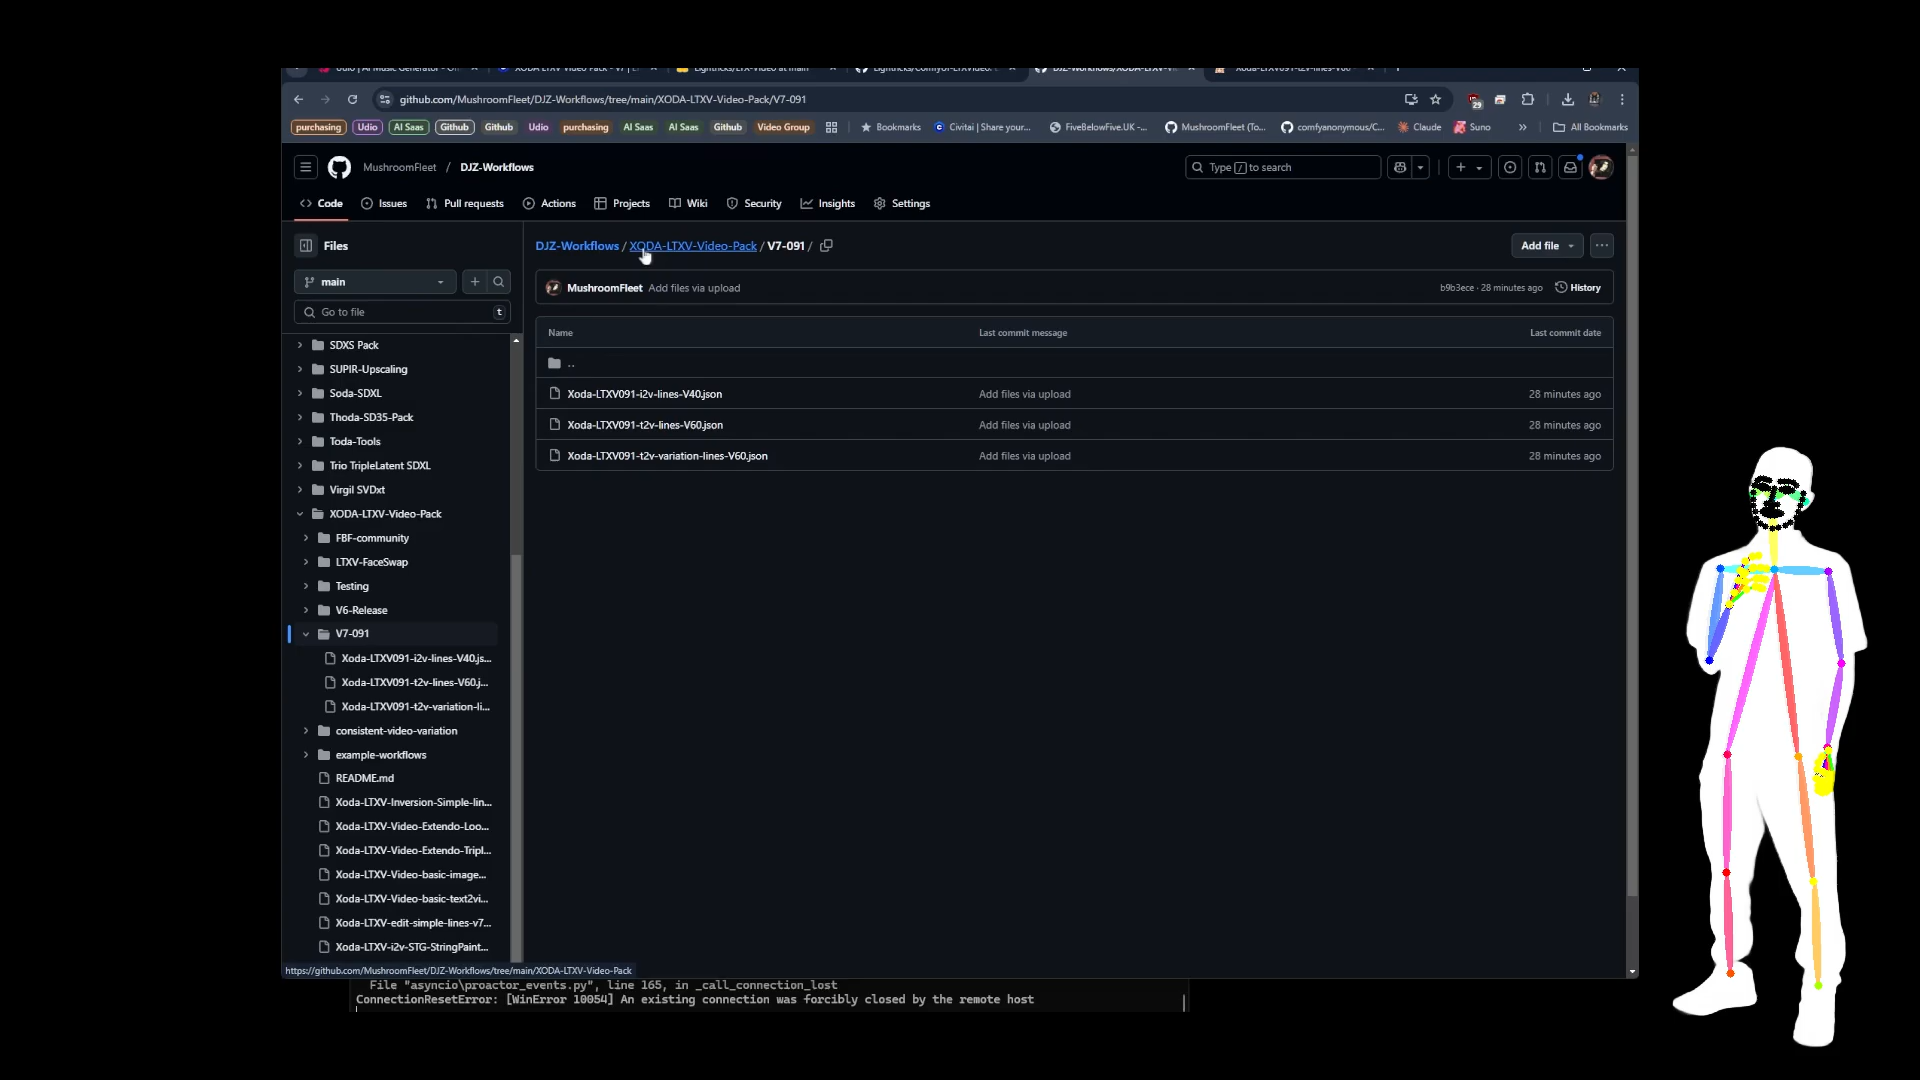 github.com/MushroomFleet/DJZ-Workflows/tree/main/XODA-LTXV-Video-Pack/V7-091
29
purchasing Udio AI Saas Github Github Udio purchasing AI Saas AI Saas Github Video Group Bookmarks Civitai | Share your... FiveBelowFive.UK -... MushroomFleet (To... comfyanonymous/C... Claude Suno » All Bookmarks
MushroomFleet / DJZ-Workflows
Type / to search
Code Issues Pull requests Actions Projects Wiki Security Insights Settings
Files
main
Go to file t
SDXS Pack
SUPIR-Upscaling
Soda-SDXL
Thoda-SD35-Pack
Toda-Tools
Trio TripleLatent SDXL
Virgil SVDxt
XODA-LTXV-Video-Pack
FBF-community
LTXV-FaceSwap
Testing
V6-Release
V7-091
Xoda-LTXV091-i2v-lines-V40.js...
Xoda-LTXV091-t2v-lines-V60.j...
Xoda-LTXV091-t2v-variation-li...
consistent-video-variation
example-workflows
README.md
Xoda-LTXV-Inversion-Simple-lin...
Xoda-LTXV-Video-Extendo-Loo...
Xoda-LTXV-Video-Extendo-Tripl...
Xoda-LTXV-Video-basic-image...
Xoda-LTXV-Video-basic-text2vi...
Xoda-LTXV-edit-simple-lines-v7...
Xoda-LTXV-i2v-STG-StringPaint...
DJZ-Workflows / XODA-LTXV-Video-Pack / V7-091 /
Add file
MushroomFleet Add files via upload b9b3ece · 28 minutes ago History
Name Last commit message Last commit date
..
Xoda-LTXV091-i2v-lines-V40.json Add files via upload 28 minutes ago
Xoda-LTXV091-t2v-lines-V60.json Add files via upload 28 minutes ago
Xoda-LTXV091-t2v-variation-lines-V60.json Add files via upload 28 minutes ago
https://github.com/MushroomFleet/DJZ-Workflows/tree/main/XODA-LTXV-Video-Pack
File "asyncio\proactor_events.py", line 165, in _call_connection_lost
ConnectionResetError: [WinError 10054] An existing connection was forcibly closed by the remote host